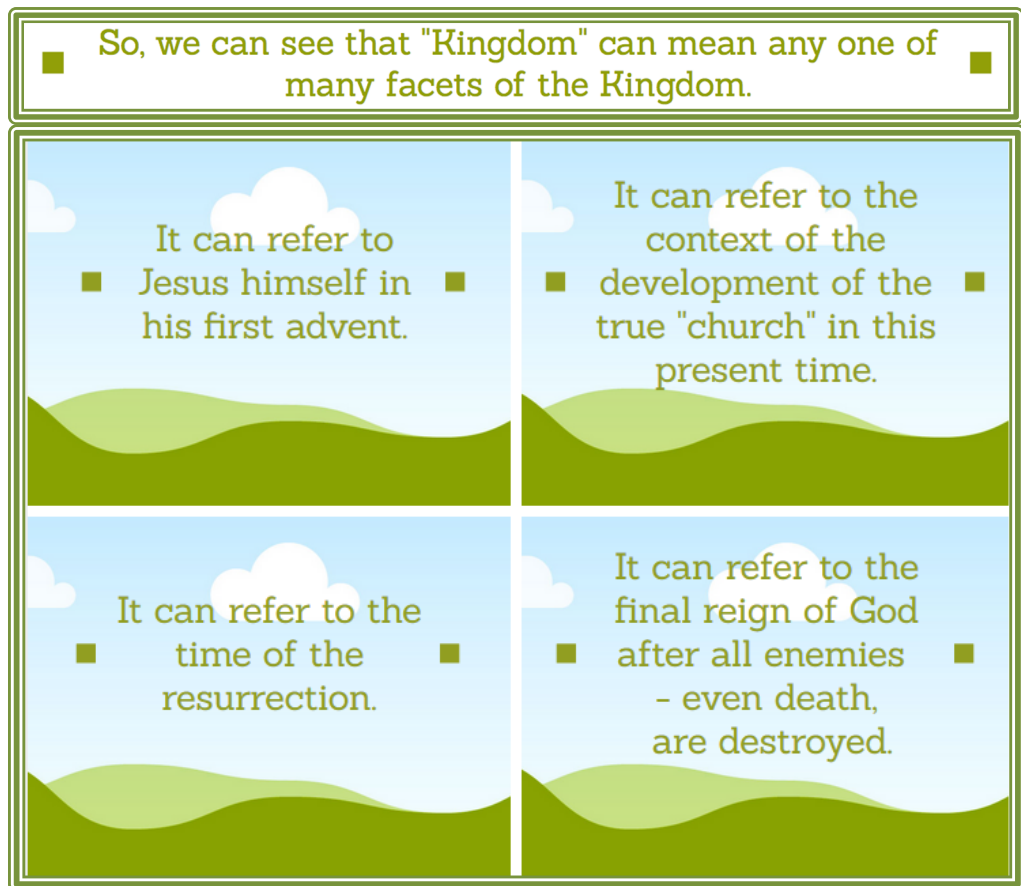 So, we can see that "Kingdom" can mean any one of
many facets of the Kingdom.
It can refer to
Jesus himself in
his first advent.
It can refer to the
context of the
development of the
true "church" in this
present time.
It can refer to the
time of the
resurrection.
It can refer to the
final reign of God
after all enemies
– even death,
are destroyed.